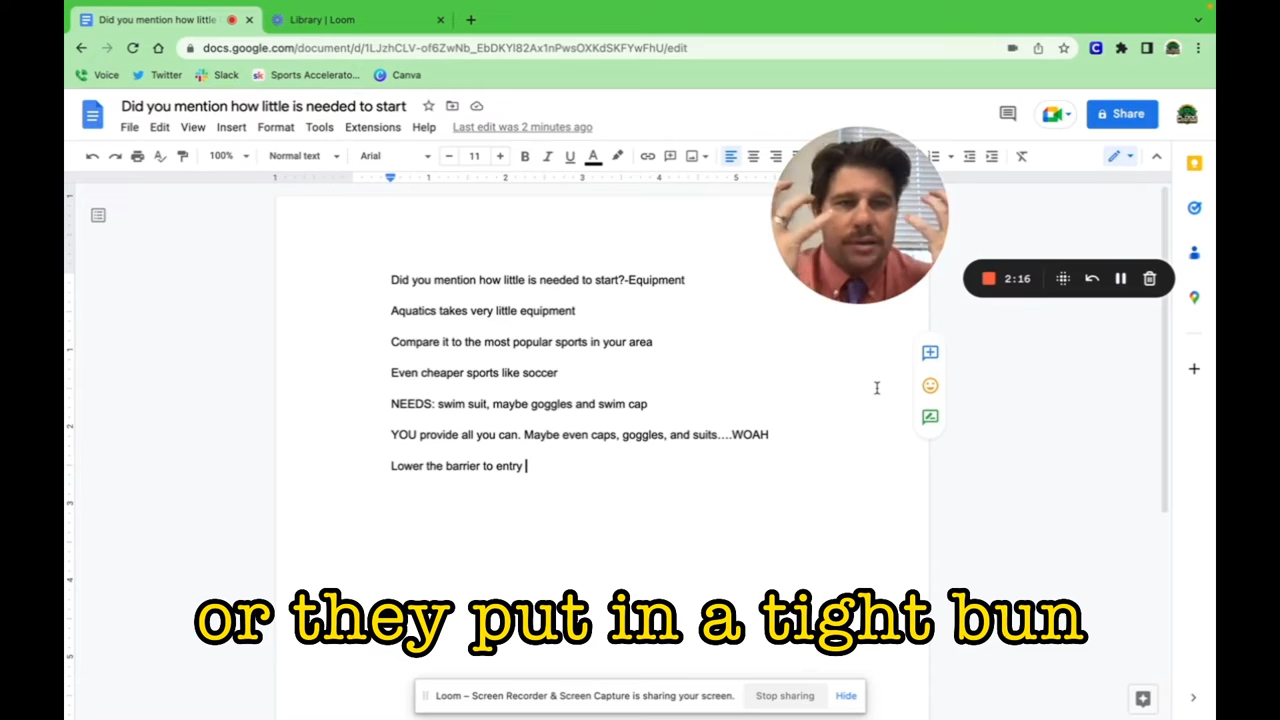 Did you mention how little
Library | Loom
docs.google.com/document/d/1LJzhCLV-of6ZwNb_EbDKYl82Ax1nPwsOXKdSKFYwFhU/edit
Voice Twitter Slack Sports Accelerato... Canva
Did you mention how little is needed to start
File Edit View Insert Format Tools Extensions Help Last edit was 2 minutes ago
Share
100% Normal text Arial 11
1 1 2 3 4 5
Did you mention how little is needed to start?-Equipment
Aquatics takes very little equipment
2:16
Compare it to the most popular sports in your area
Even cheaper sports like soccer
NEEDS: swim suit, maybe goggles and swim cap
YOU provide all you can. Maybe even caps, goggles, and suits....WOAH
Lower the barrier to entry
or they put in a tight bun
Loom – Screen Recorder & Screen Capture is sharing your screen. Stop sharing Hide